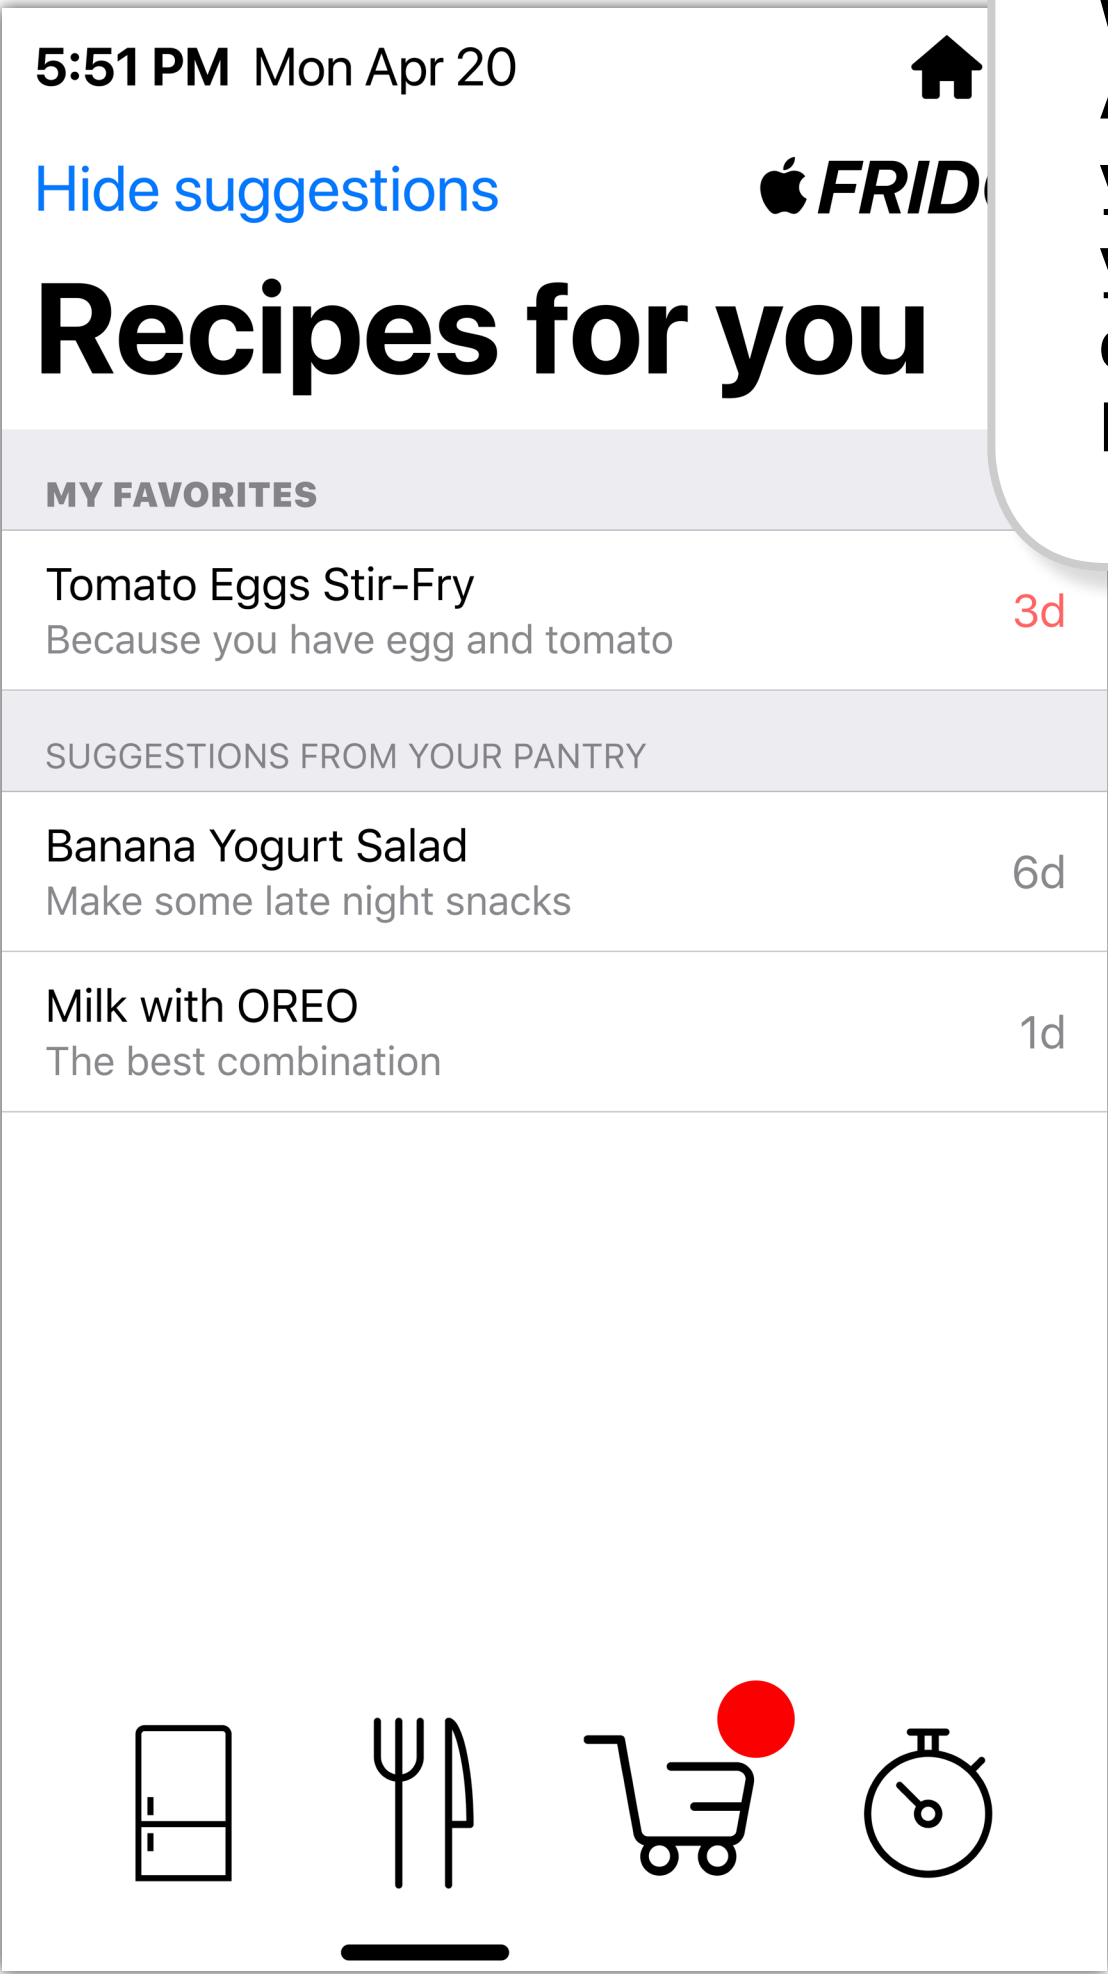 5:51 PM Mon Apr 20
Hide suggestions
Recipes for you
MY FAVORITES
Tomato Eggs Stir-Fry
Because you have egg and tomato
3d
SUGGESTIONS FROM YOUR PANTRY
Banana Yogurt Salad
Make some late night snacks
6d
Milk with OREO
The best combination
1d